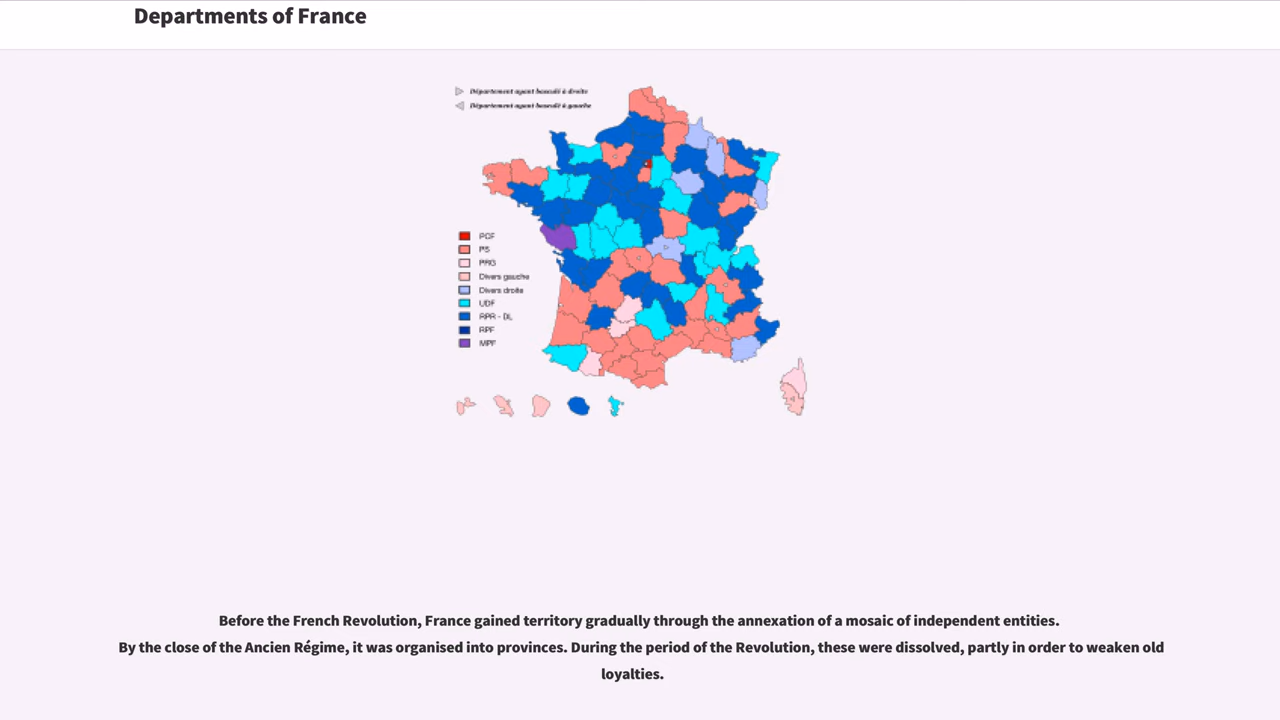 Departments of France
Département ayant basculé à droite
Département ayant basculé à gauche
PCF
PS
PRG
Divers gauche
Divers droite
UDF
RPR - DL
RPF
MPF
Before the French Revolution, France gained territory gradually through the annexation of a mosaic of independent entities.
By the close of the Ancien Régime, it was organised into provinces. During the period of the Revolution, these were dissolved, partly in order to weaken old
loyalties.